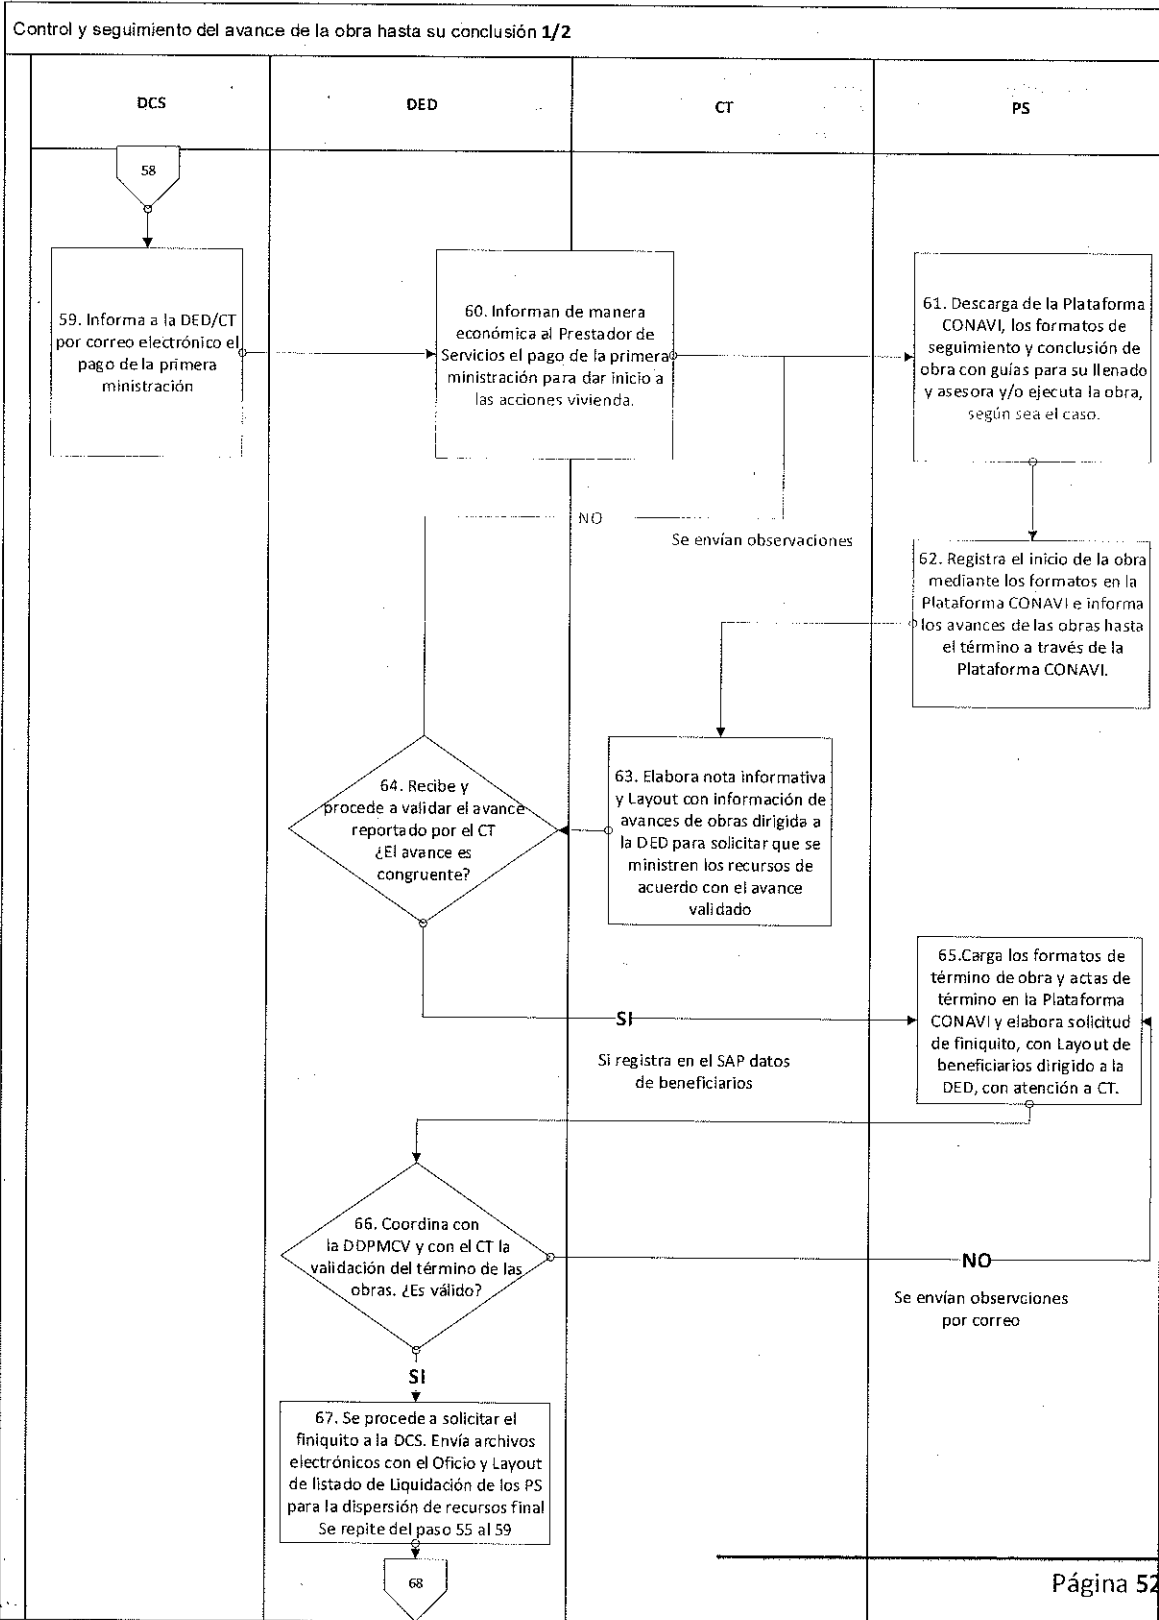 Control y seguimiento del avance de la obra hasta su conclusión 1/2
DCS
DED
CT
PS
58
59. Informa a la DED/CT
por correo electrónico el
pago de la primera
ministración
60. Informan de manera
económica al Prestador de
Servicios el pago de la primera
ministración para dar inicio a
las acciones vivienda.
61. Descarga de la Plataforma
CONAVI, los formatos de
seguimiento y conclusión de
obra con guías para su llenado
y asesora y/o ejecuta la obra,
según sea el caso.
NO
Se envían observaciones
62. Registra el inicio de la obra
mediante los formatos en la
Plataforma CONAVI e informa
los avances de las obras hasta
el término a través de la
Plataforma CONAVI.
63. Elabora nota informativa
y Layout con información de
avances de obras dirigida a
la DED para solicitar que se
ministren los recursos de
acuerdo con el avance
validado
64. Recibe y
procede a validar el avance
reportado por el CT
¿El avance es
congruente?
SI
Si registra en el SAP datos
de beneficiarios
65.Carga los formatos de
término de obra y actas de
término en la Plataforma
CONAVI y elabora solicitud
de finiquito, con Layout de
beneficiarios dirigido a la
DED, con atención a CT.
66. Coordina con
la DDPMCV y con el CT la
validación del término de las
obras. ¿Es válido?
NO
Se envían observciones
por correo
SI
67. Se procede a solicitar el
finiquito a la DCS. Envía archivos
electrónicos con el Oficio y Layout
de listado de Liquidación de los PS
para la dispersión de recursos final
Se repite del paso 55 al 59
68
Página 52